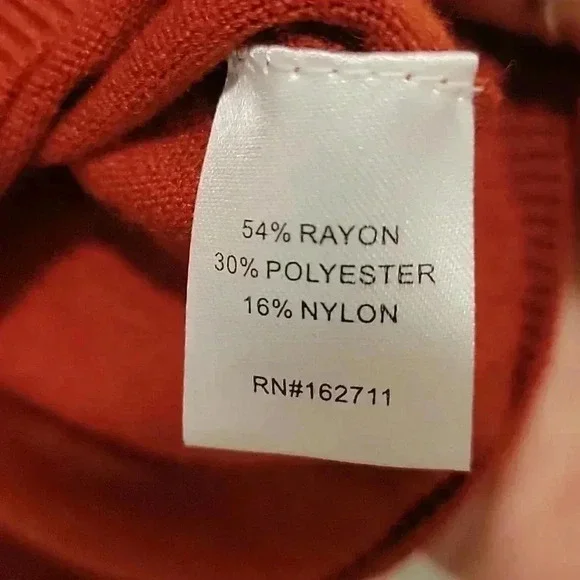 54% RAYON
30% POLYESTER
16% NYLON
RN#162711